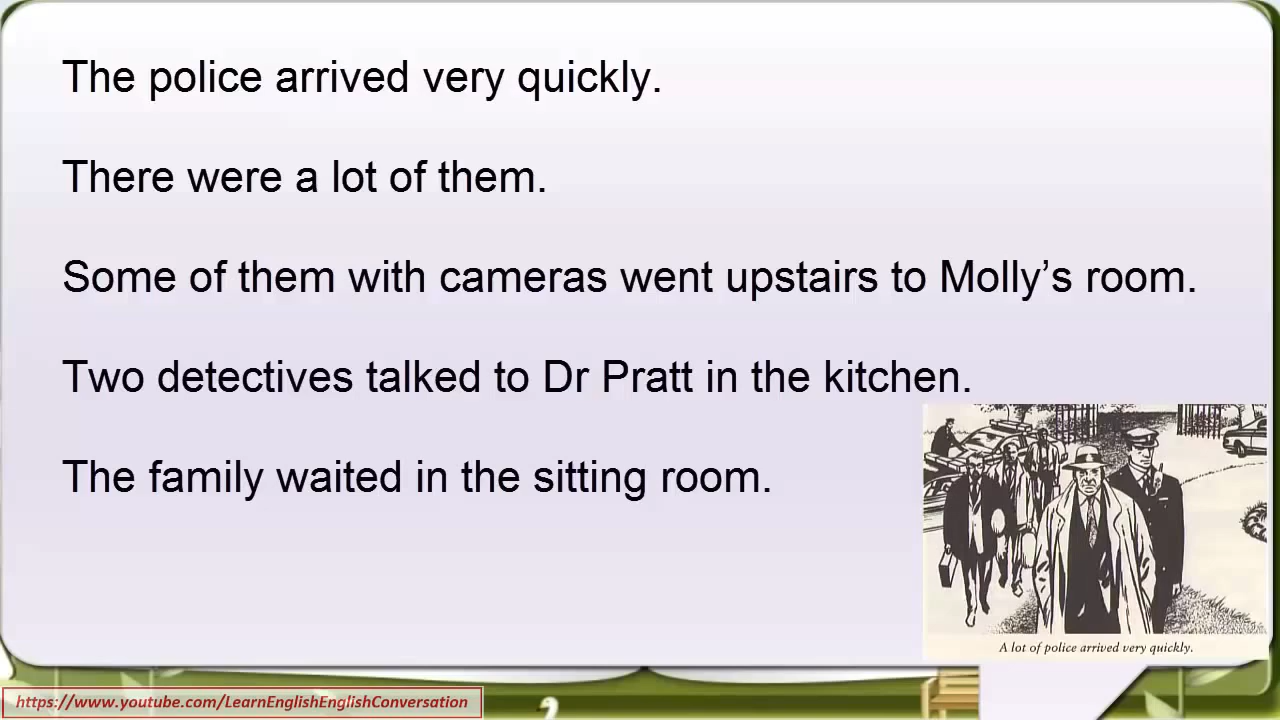 The police arrived very quickly.
There were a lot of them.
Some of them with cameras went upstairs to Molly’s room.
Two detectives talked to Dr Pratt in the kitchen.
The family waited in the sitting room.
A lot of police arrived very quickly.
https://www.youtube.com/LearnEnglishEnglishConversation